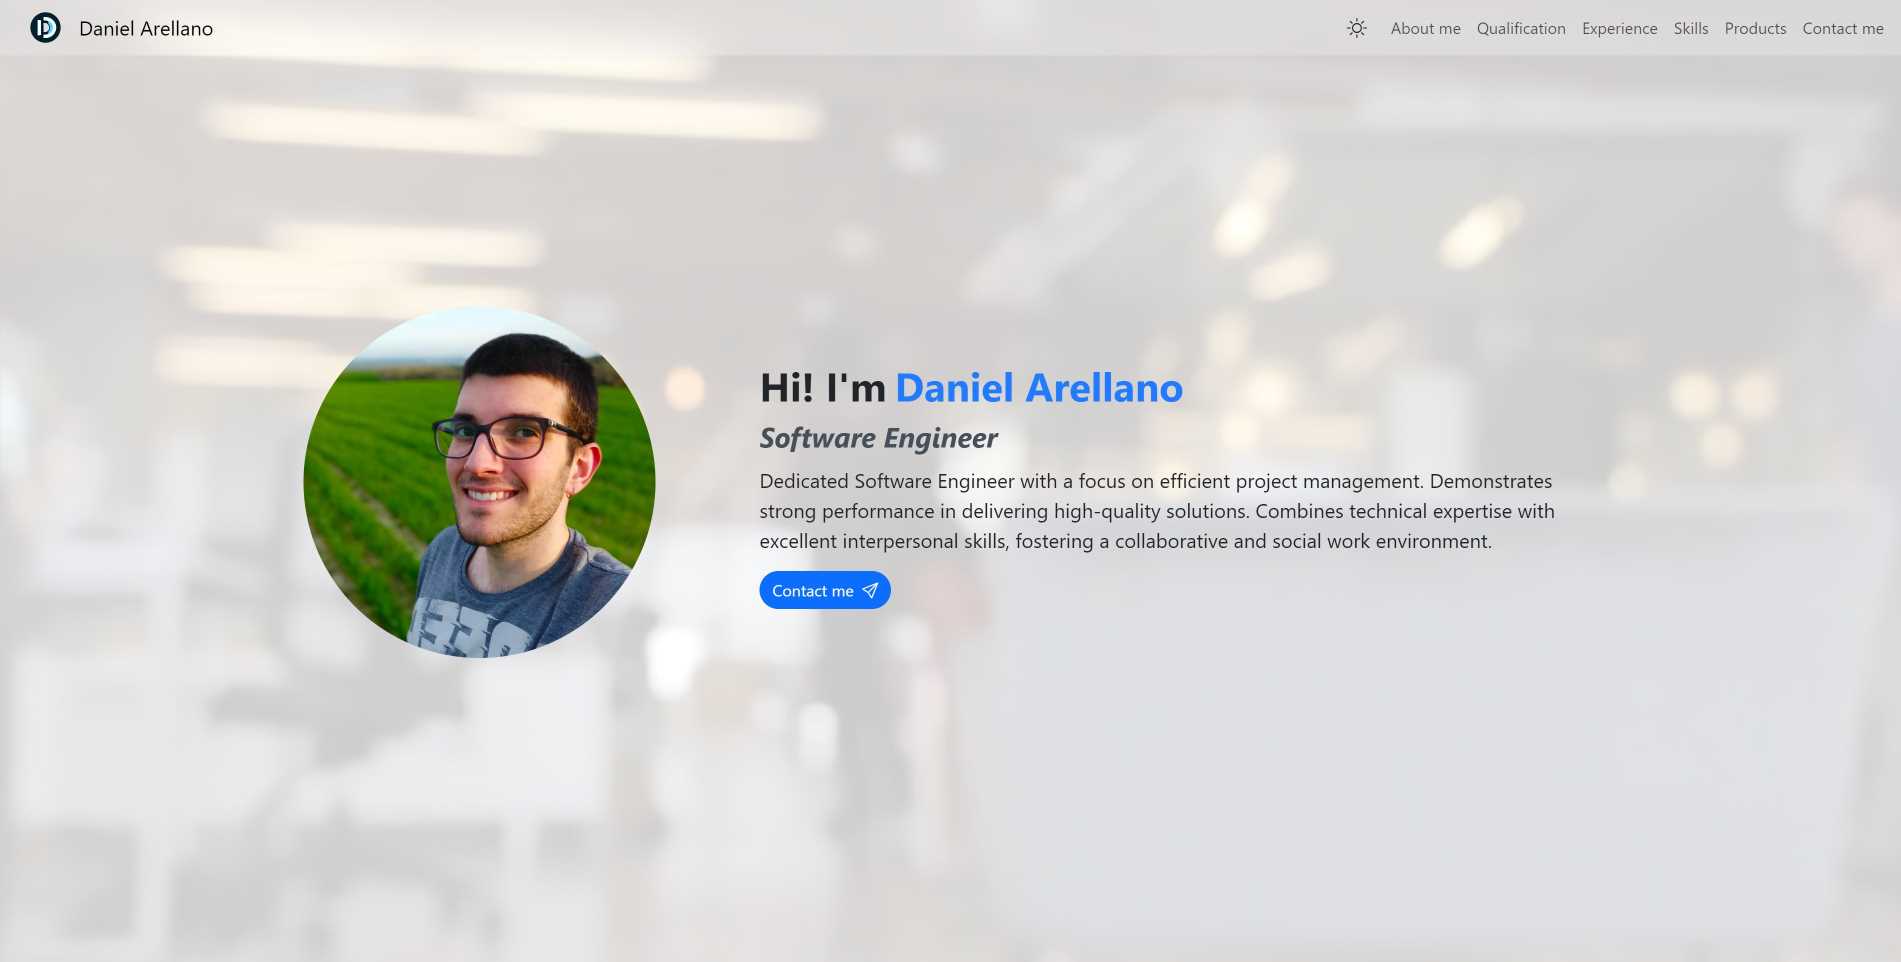 Daniel Arellano
About me
Qualification
Experience
Skills
Products
Contact me
Hi! I'm Daniel Arellano
Software Engineer
Dedicated Software Engineer with a focus on efficient project management. Demonstrates
strong performance in delivering high-quality solutions. Combines technical expertise with
excellent interpersonal skills, fostering a collaborative and social work environment.
Contact me